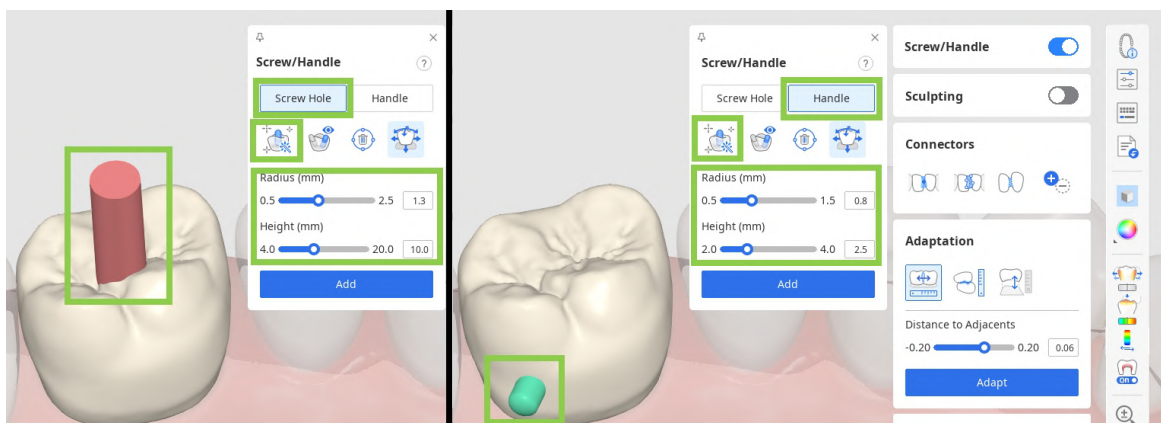 Screw/Handle
?
Screw Hole
Handle
Radius (mm)
0.5
2.5
1.3
Height (mm)
4.0
20.0
10.0
Add
Screw/Handle
?
Screw Hole
Handle
Radius (mm)
0.5
1.5
0.8
Height (mm)
2.0
4.0
2.5
Add
Screw/Handle
Sculpting
Connectors
Adaptation
Distance to Adjacents
-0.20
0.20
0.06
Adapt
ON